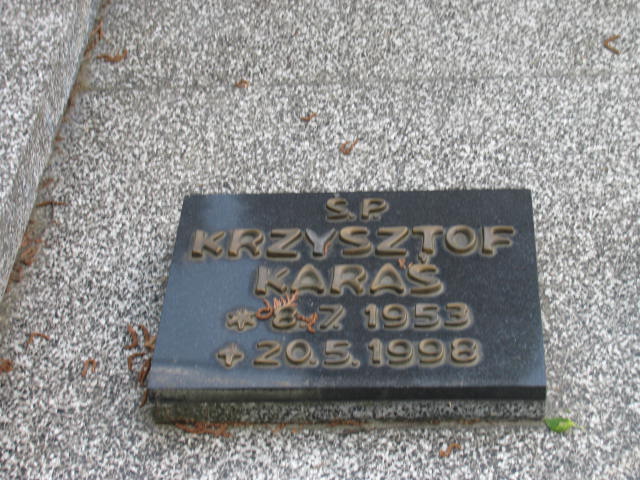 Ś.P.
KRZYSZTOF
KARAŚ
* 8.7. 1953
+ 20.5.1998